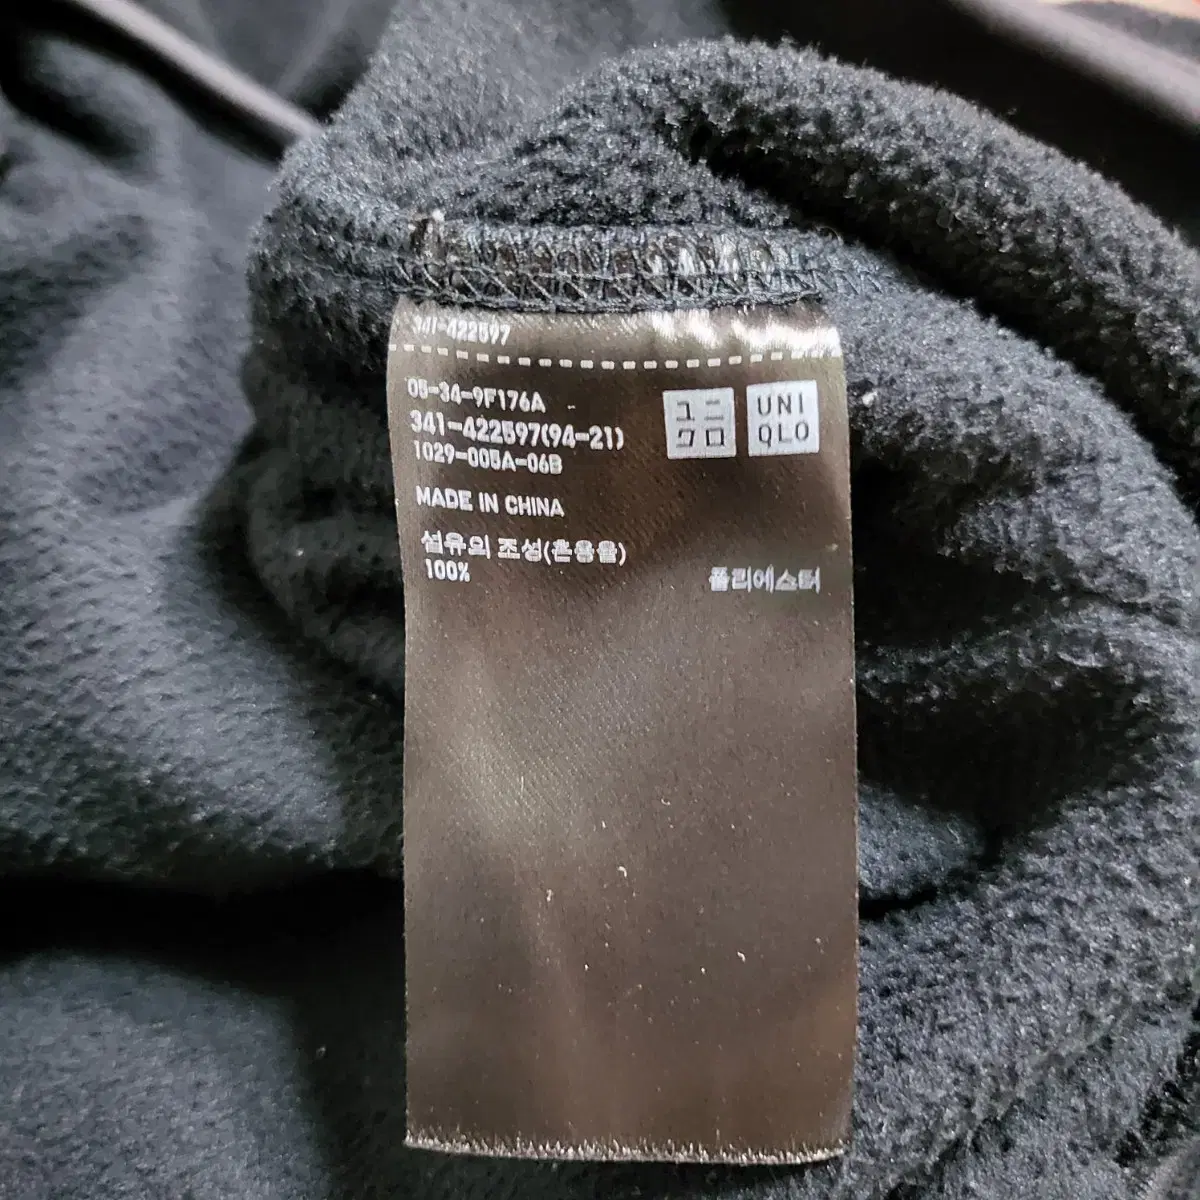 341-422597
05-34-9F176A
341-422597(94-21)
1029-005A-06B
ユニ
クロ
UNI
QLO
MADE IN CHINA
섬유의 조성(혼용율)
100% 폴리에스터